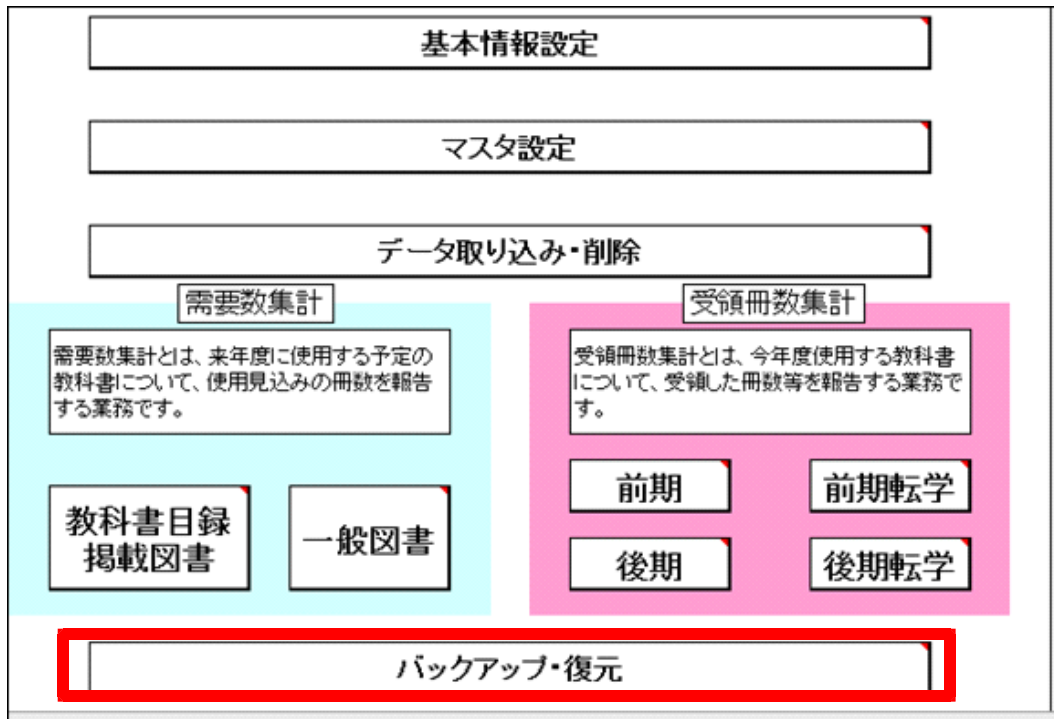 基本情報設定
マスタ設定
データ取り込み・削除
需要数集計
需要数集計とは、来年度に使用する予定の
教科書について、使用見込みの冊数を報告
する業務です。
教科書目録
掲載図書
一般図書
受領冊数集計
受領冊数集計とは、今年度使用する教科書
について、受領した冊数等を報告する業務で
す。
前期
前期転学
後期
後期転学
バックアップ・復元